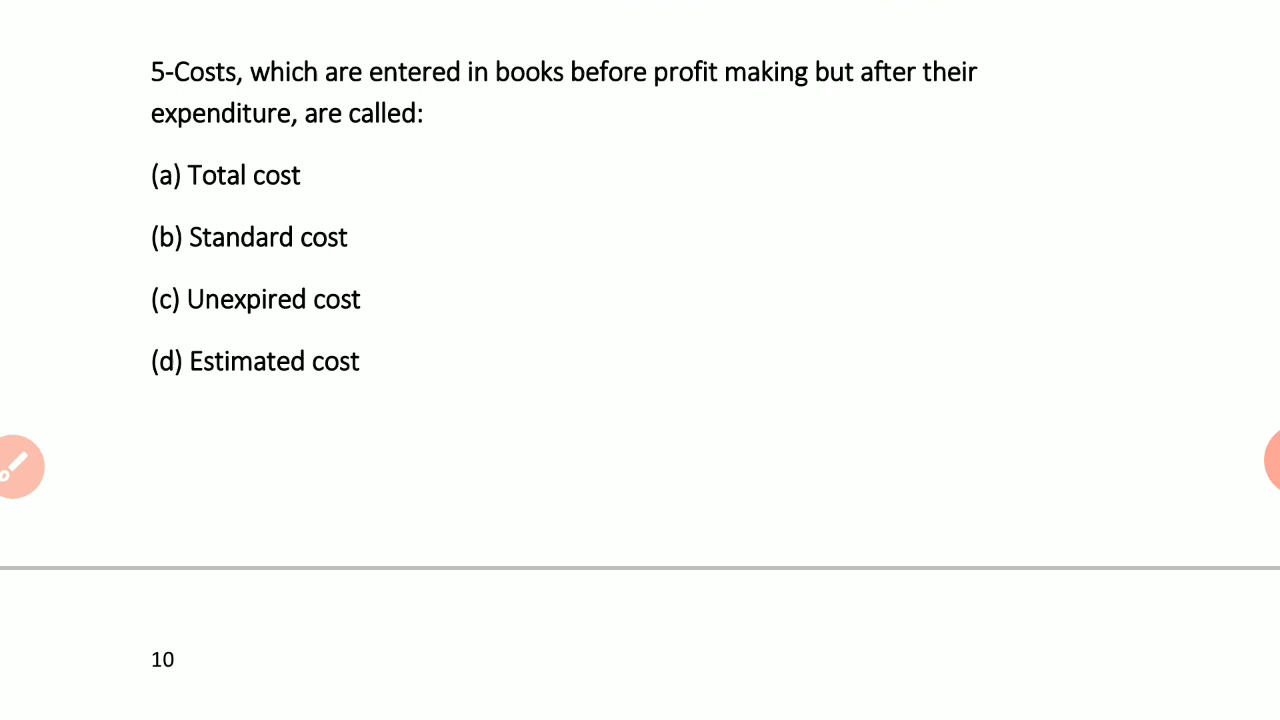 5-Costs, which are entered in books before profit making but after their
expenditure, are called:
(a) Total cost
(b) Standard cost
(c) Unexpired cost
(d) Estimated cost
10